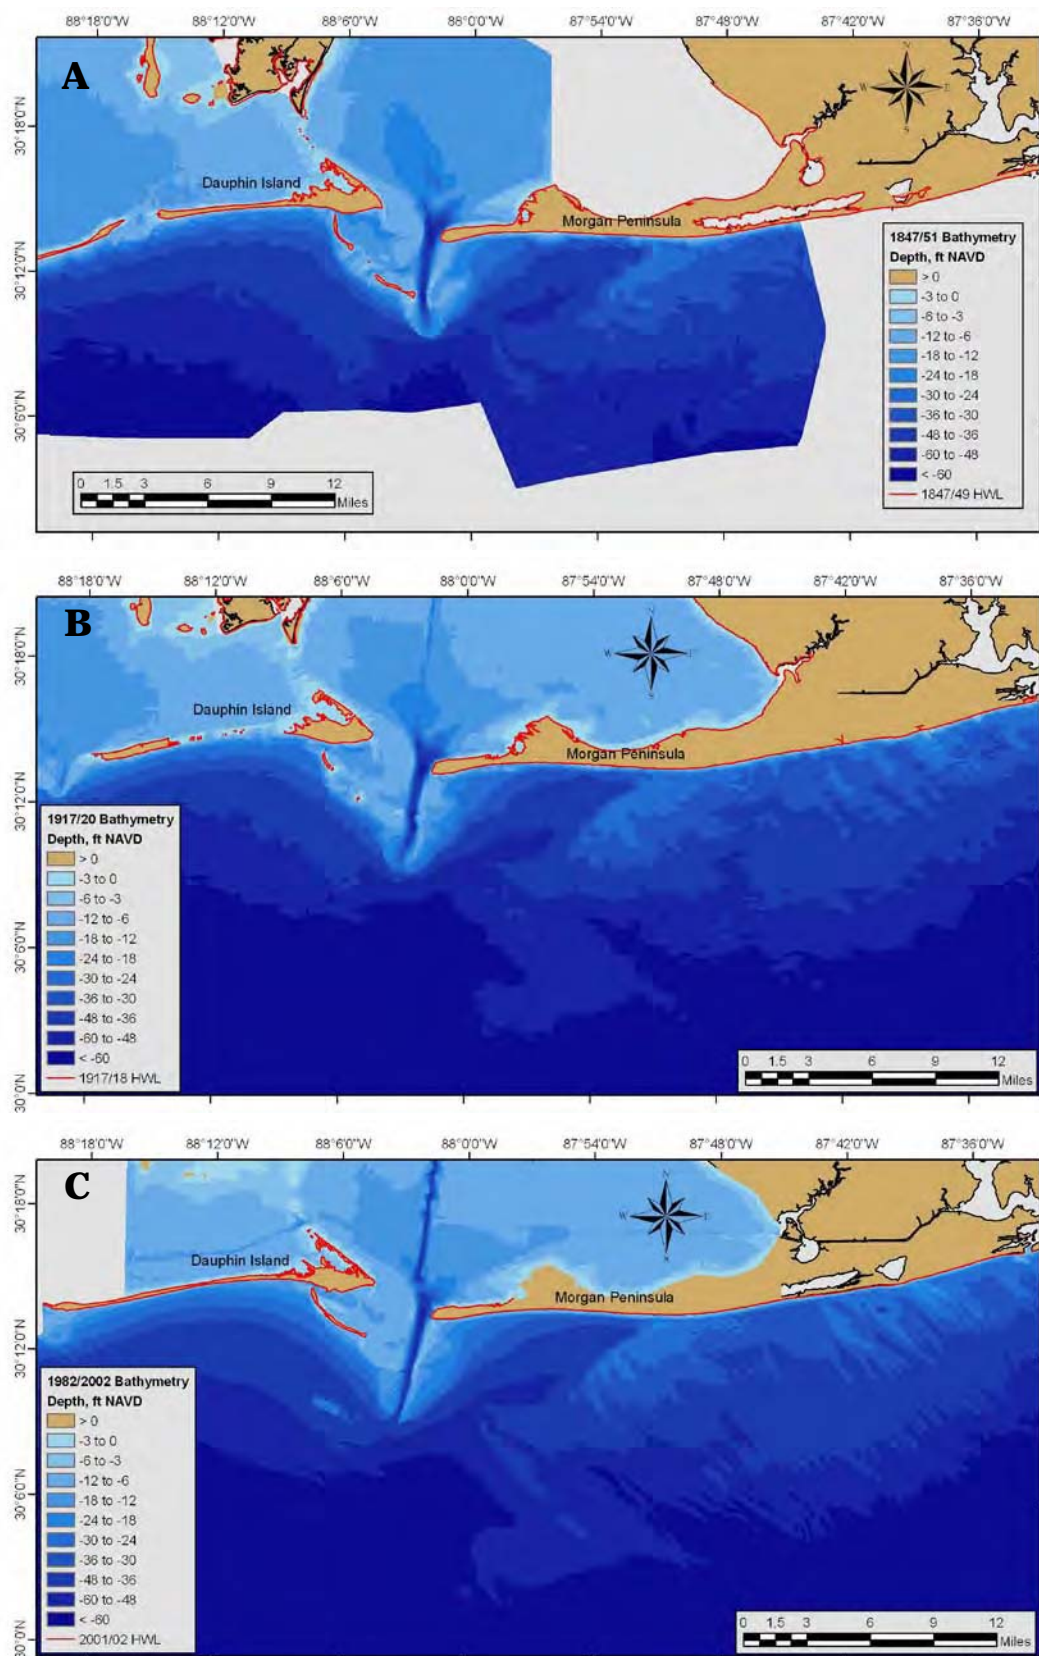 88°18'0"W 88°12'0"W 88°6'0"W 88°0'0"W 87°54'0"W 87°48'0"W 87°42'0"W 87°36'0"W
A
N
W E
S
30°18'0"N
Dauphin Island
Morgan Peninsula
30°12'0"N
30°6'0"N
1847/51 Bathymetry
Depth, ft NAVD
> 0
-3 to 0
-6 to -3
-12 to -6
-18 to -12
-24 to -18
-30 to -24
-36 to -30
-48 to -36
-60 to -48
< -60
1847/49 HWL
0 1.5 3 6 9 12
Miles
88°18'0"W 88°12'0"W 88°6'0"W 88°0'0"W 87°54'0"W 87°48'0"W 87°42'0"W 87°36'0"W
B
N
W E
S
30°18'0"N
Dauphin Island
Morgan Peninsula
30°12'0"N
30°6'0"N
30°0'0"N
1917/20 Bathymetry
Depth, ft NAVD
> 0
-3 to 0
-6 to -3
-12 to -6
-18 to -12
-24 to -18
-30 to -24
-36 to -30
-48 to -36
-60 to -48
< -60
1917/18 HWL
0 1.5 3 6 9 12
Miles
88°18'0"W 88°12'0"W 88°6'0"W 88°0'0"W 87°54'0"W 87°48'0"W 87°42'0"W 87°36'0"W
C
N
W E
S
30°18'0"N
Dauphin Island
Morgan Peninsula
30°12'0"N
30°6'0"N
30°0'0"N
1982/2002 Bathymetry
Depth, ft NAVD
> 0
-3 to 0
-6 to -3
-12 to -6
-18 to -12
-24 to -18
-30 to -24
-36 to -30
-48 to -36
-60 to -48
< -60
2001/02 HWL
0 1.5 3 6 9 12
Miles